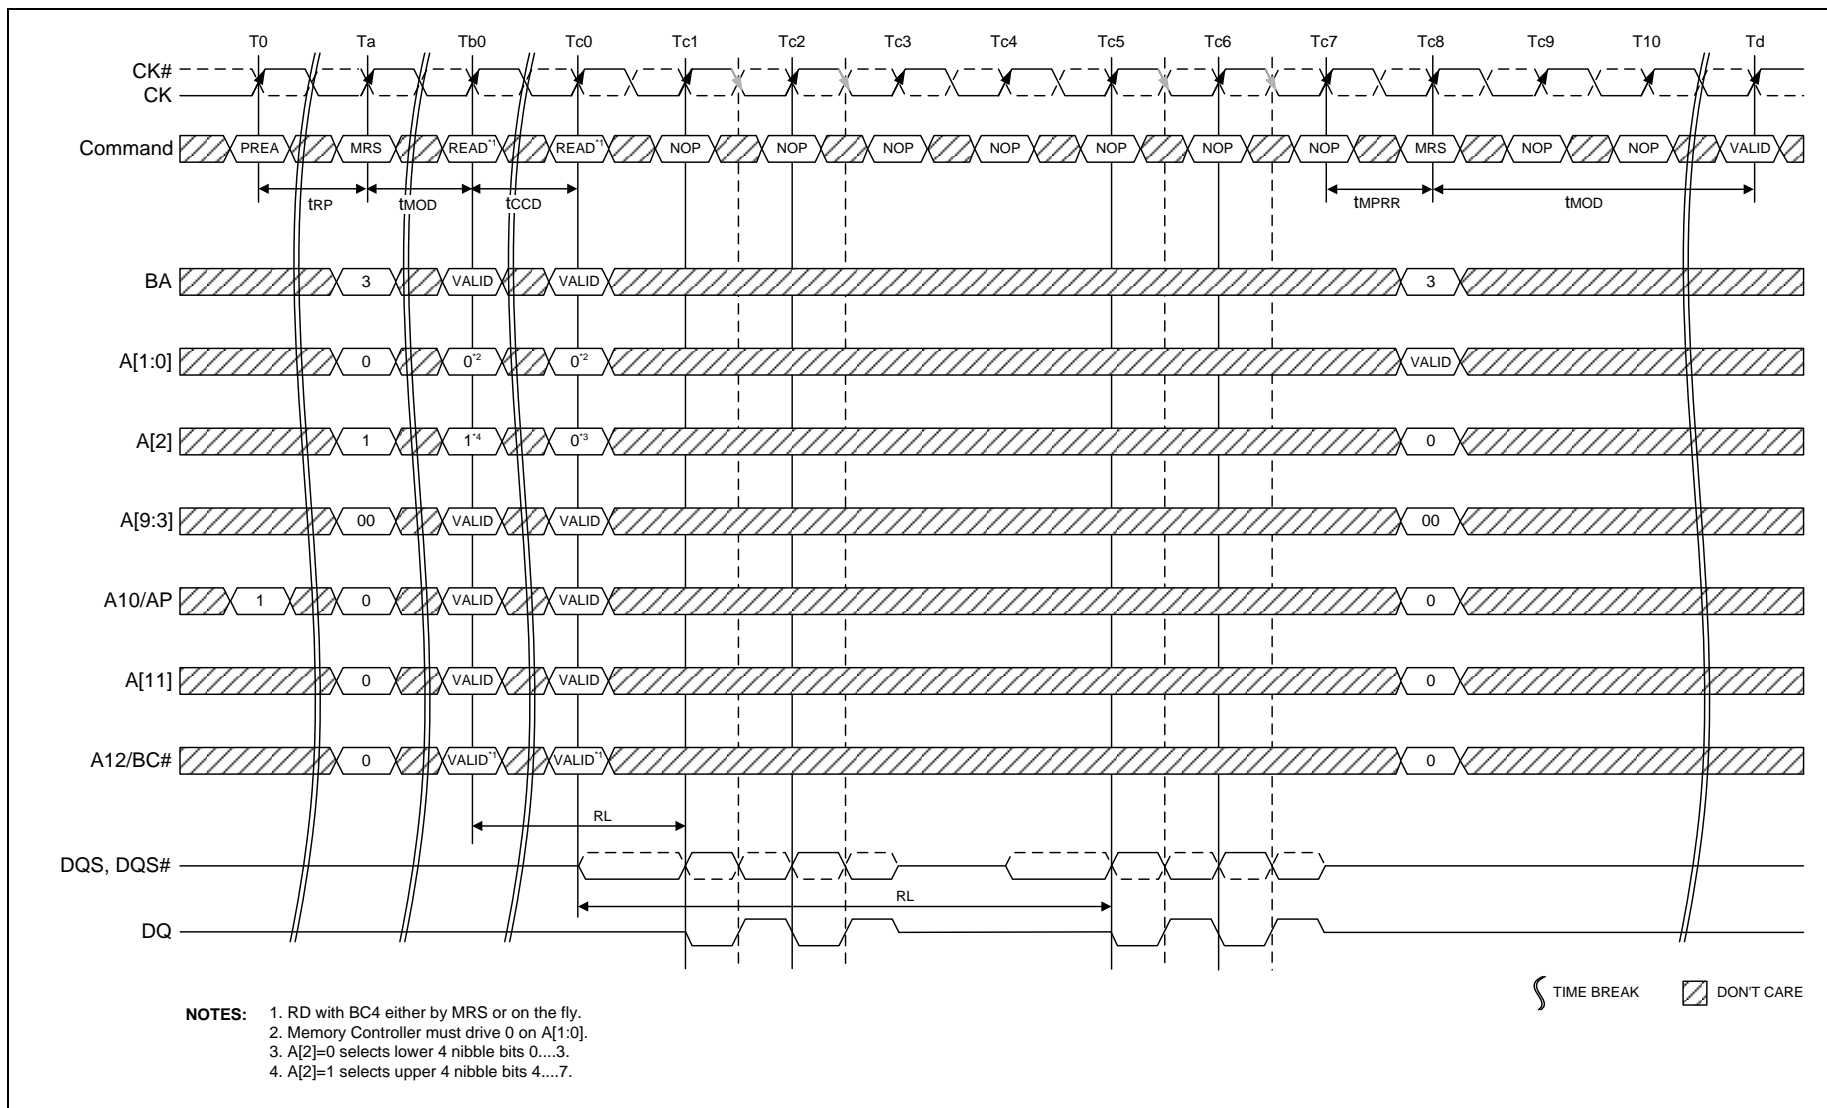 T0 Ta Tb0 Tc0 Tc1 Tc2 Tc3 Tc4 Tc5 Tc6 Tc7 Tc8 Tc9 T10 Td
CK#
CK
Command PREA MRS READ*1 READ*1 NOP NOP NOP NOP NOP NOP NOP MRS NOP NOP VALID
tRP tMOD tCCD tMPRR tMOD
BA 3 VALID VALID 3
A[1:0] 0*2 0*2 0 VALID
A[2] 1 1*4 0*3 0
A[9:3] 00 VALID VALID 00
A10/AP 1 0 VALID VALID 0
A[11] 0 VALID VALID 0
A12/BC# 0 VALID*1 VALID*1 0
RL
DQS, DQS#
RL
DQ
TIME BREAK DON'T CARE
NOTES: 1. RD with BC4 either by MRS or on the fly.
2. Memory Controller must drive 0 on A[1:0].
3. A[2]=0 selects lower 4 nibble bits 0....3.
4. A[2]=1 selects upper 4 nibble bits 4....7.